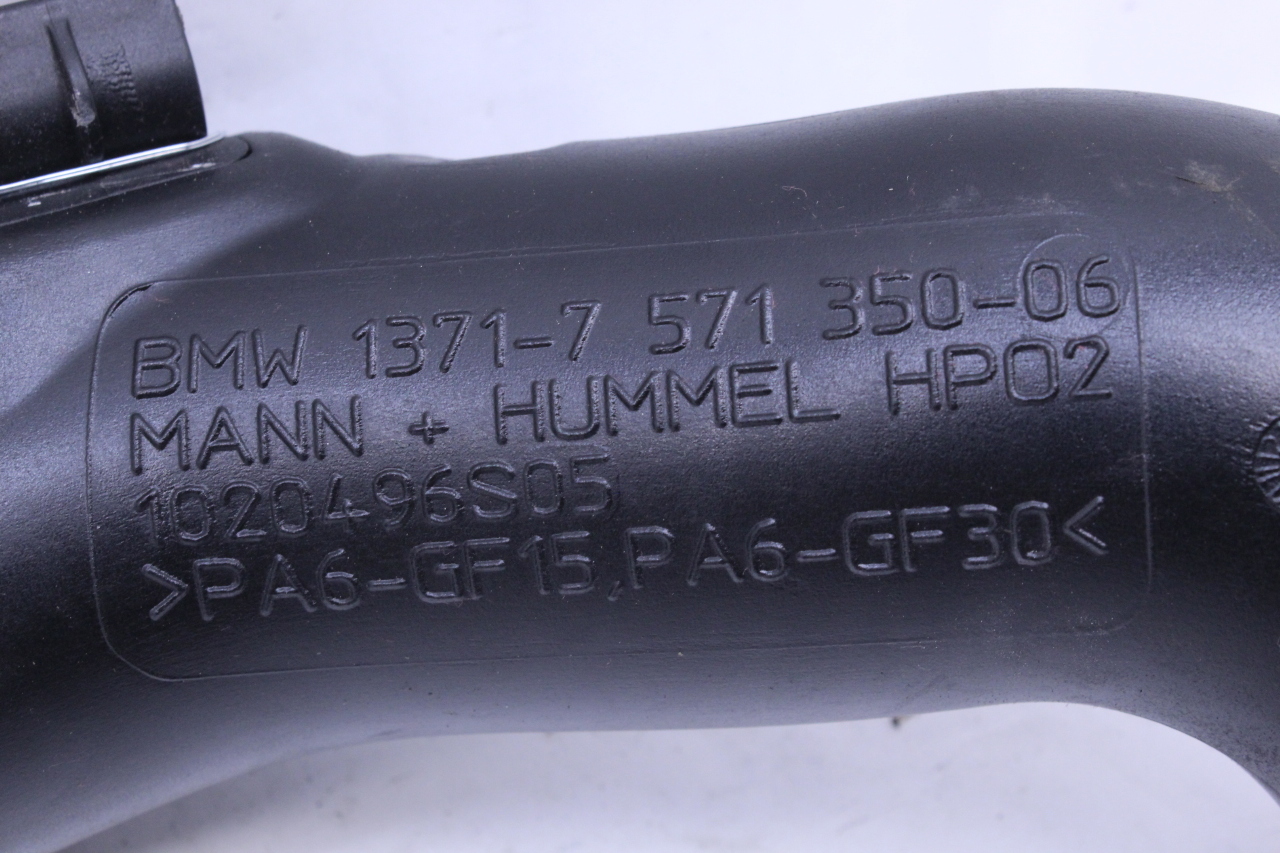 BMW 1371-7 571 350-06
MANN + HUMMEL HP02
1020496S05
>PA6-GF15,PA6-GF30<